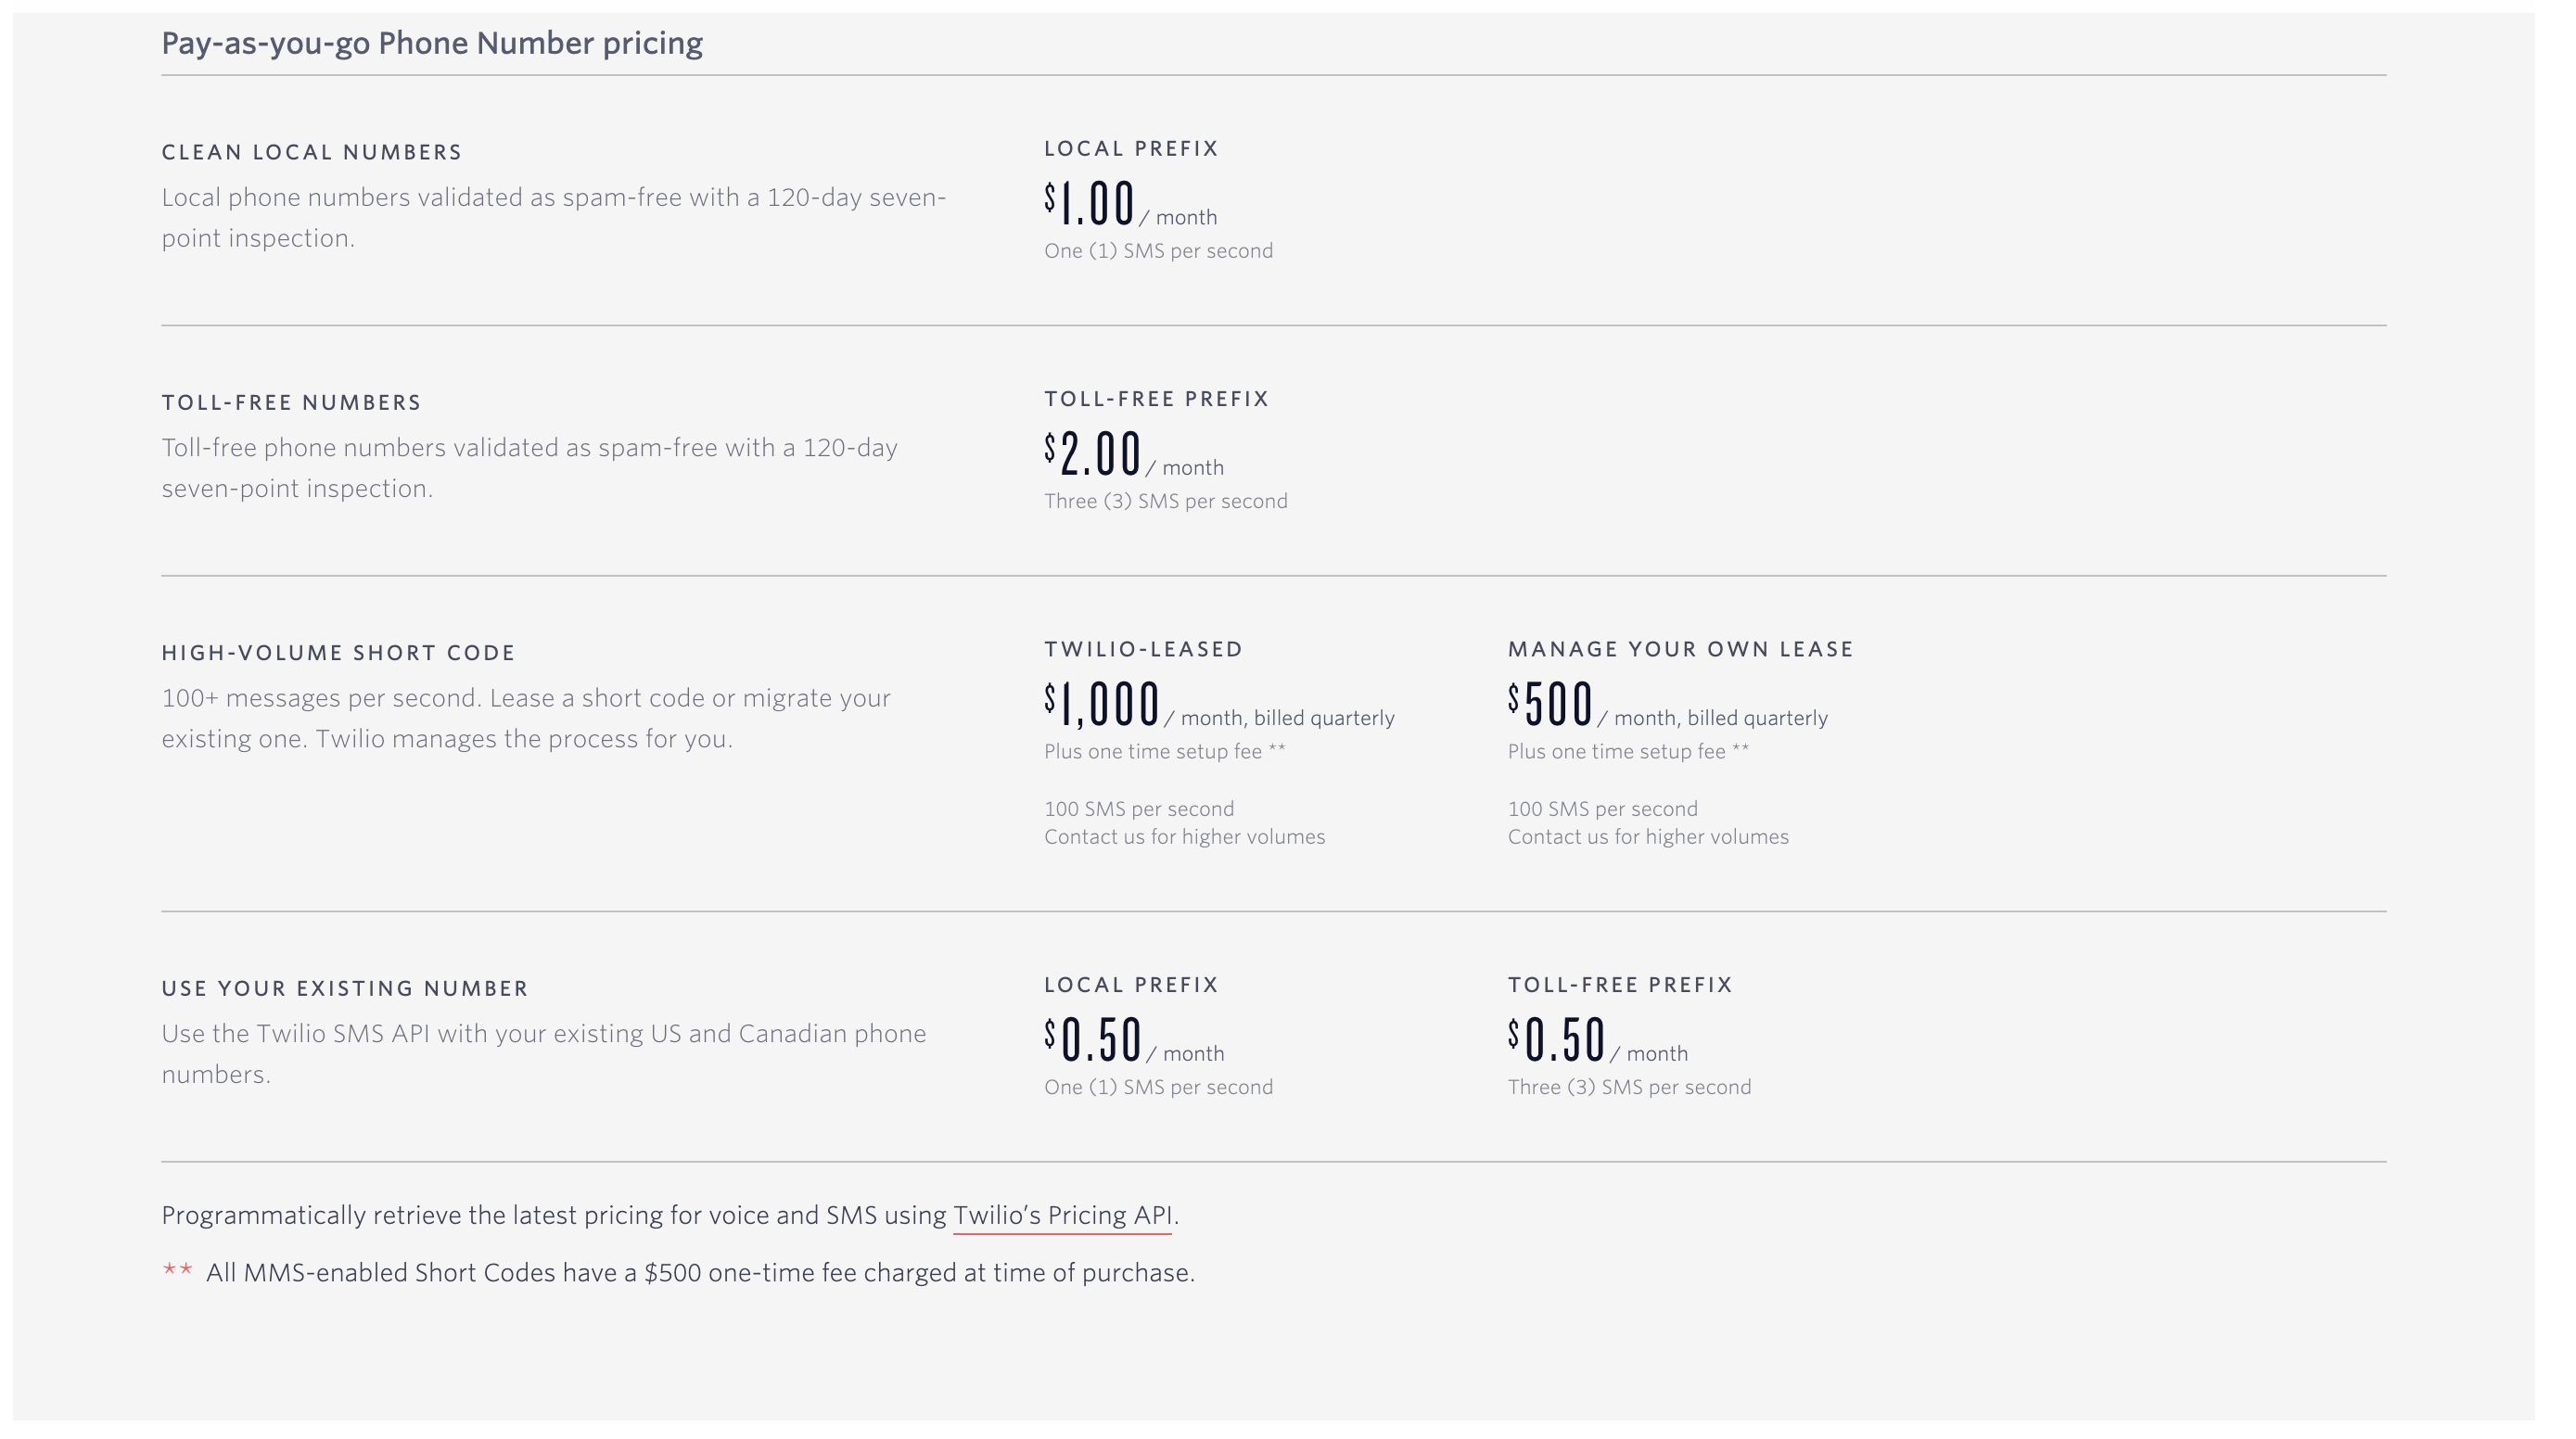 Pay-as-you-go Phone Number pricing
CLEAN LOCAL NUMBERS
Local phone numbers validated as spam-free with a 120-day seven-
point inspection.
LOCAL PREFIX
$1.00 / month
One (1) SMS per second
TOLL-FREE NUMBERS
Toll-free phone numbers validated as spam-free with a 120-day
seven-point inspection.
TOLL-FREE PREFIX
$2.00 / month
Three (3) SMS per second
HIGH-VOLUME SHORT CODE
100+ messages per second. Lease a short code or migrate your
existing one. Twilio manages the process for you.
TWILIO-LEASED
$1,000 / month, billed quarterly
Plus one time setup fee **
100 SMS per second
Contact us for higher volumes
MANAGE YOUR OWN LEASE
$500 / month, billed quarterly
Plus one time setup fee **
100 SMS per second
Contact us for higher volumes
USE YOUR EXISTING NUMBER
Use the Twilio SMS API with your existing US and Canadian phone
numbers.
LOCAL PREFIX
$0.50 / month
One (1) SMS per second
TOLL-FREE PREFIX
$0.50 / month
Three (3) SMS per second
Programmatically retrieve the latest pricing for voice and SMS using Twilio’s Pricing API.
** All MMS-enabled Short Codes have a $500 one-time fee charged at time of purchase.